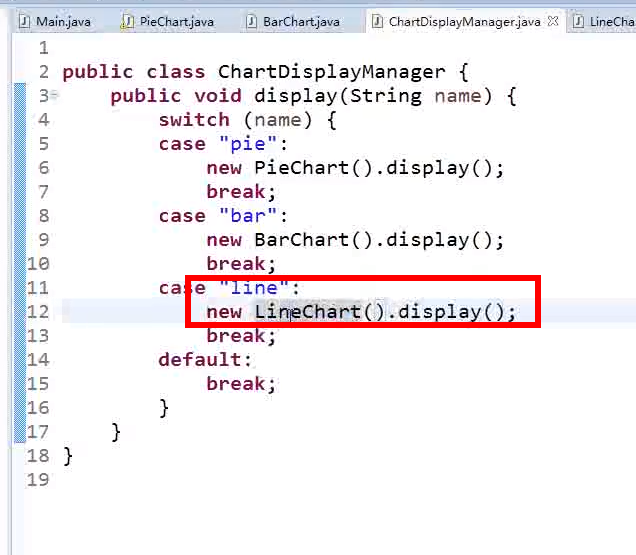 Main.java PieChart.java BarChart.java ChartDisplayManager.java LineCha
1
2 public class ChartDisplayManager {
3 public void display(String name) {
4 switch (name) {
5 case "pie":
6 new PieChart().display();
7 break;
8 case "bar":
9 new BarChart().display();
10 break;
11 case "line":
12 new LineChart().display();
13 break;
14 default:
15 break;
16 }
17 }
18 }
19